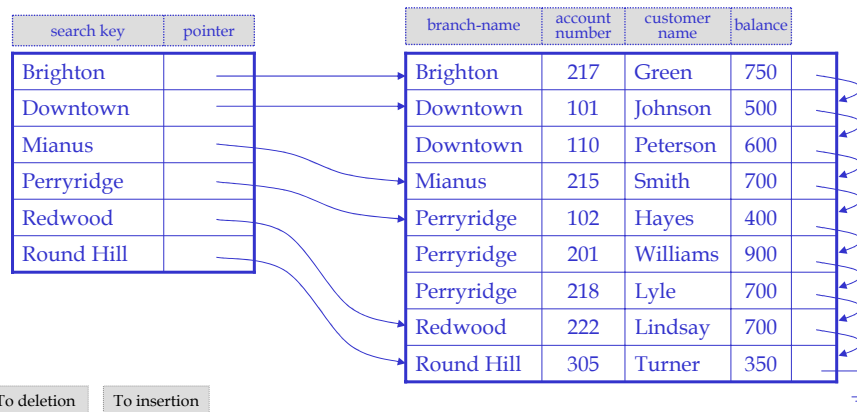 search key pointer
Brighton
Downtown
Mianus
Perryridge
Redwood
Round Hill
branch-name account number customer name balance
Brighton 217 Green 750
Downtown 101 Johnson 500
Downtown 110 Peterson 600
Mianus 215 Smith 700
Perryridge 102 Hayes 400
Perryridge 201 Williams 900
Perryridge 218 Lyle 700
Redwood 222 Lindsay 700
Round Hill 305 Turner 350
To deletion To insertion